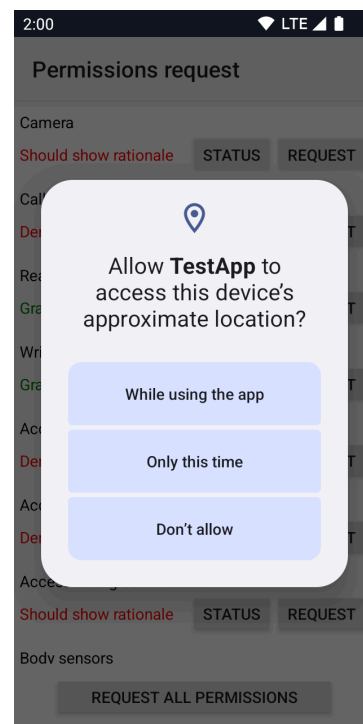 2:00 LTE
Permissions request
Camera
Should show rationale STATUS REQUEST
Allow TestApp to
access this device's
approximate location?
While using the app
Only this time
Don't allow
Should show rationale STATUS REQUEST
Body sensors
REQUEST ALL PERMISSIONS